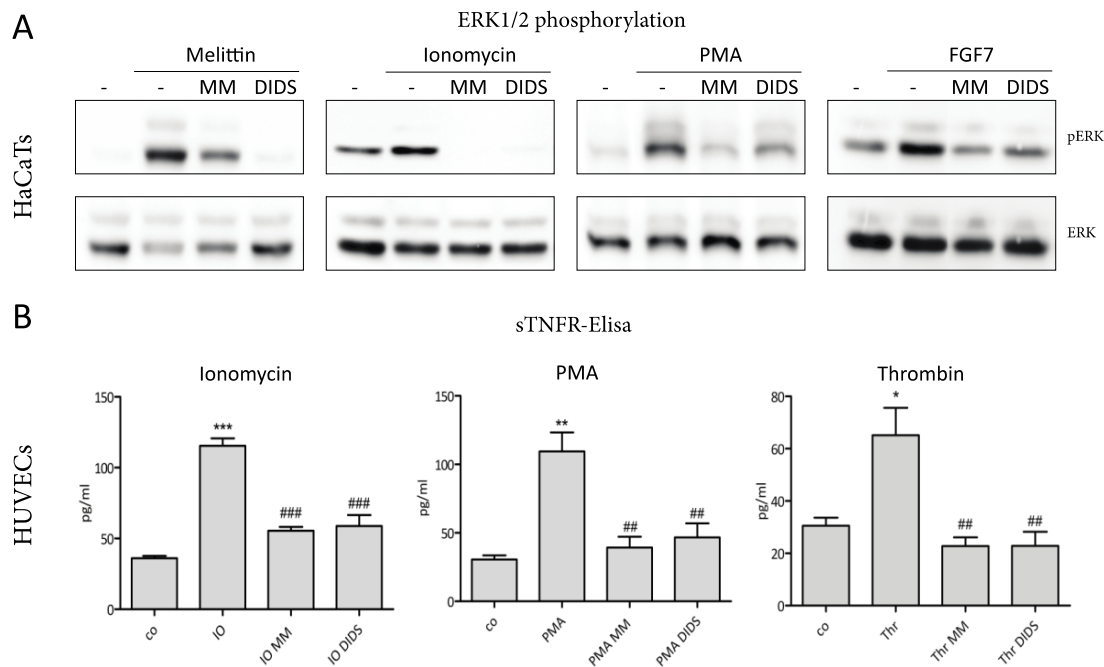 A
ERK1/2 phosphorylation
Melittin
Ionomycin
PMA
FGF7
- - MM DIDS
- - MM DIDS
- - MM DIDS
- - MM DIDS
HaCaTs
pERK
ERK
B
sTNFR-Elisa
HUVECs
Ionomycin
pg/ml
150
100
50
0
***
###
###
co
IO
IO MM
IO DIDS
PMA
pg/ml
150
100
50
0
**
##
##
co
PMA
PMA MM
PMA DIDS
Thrombin
pg/ml
80
60
40
20
0
*
##
##
co
Thr
Thr MM
Thr DIDS